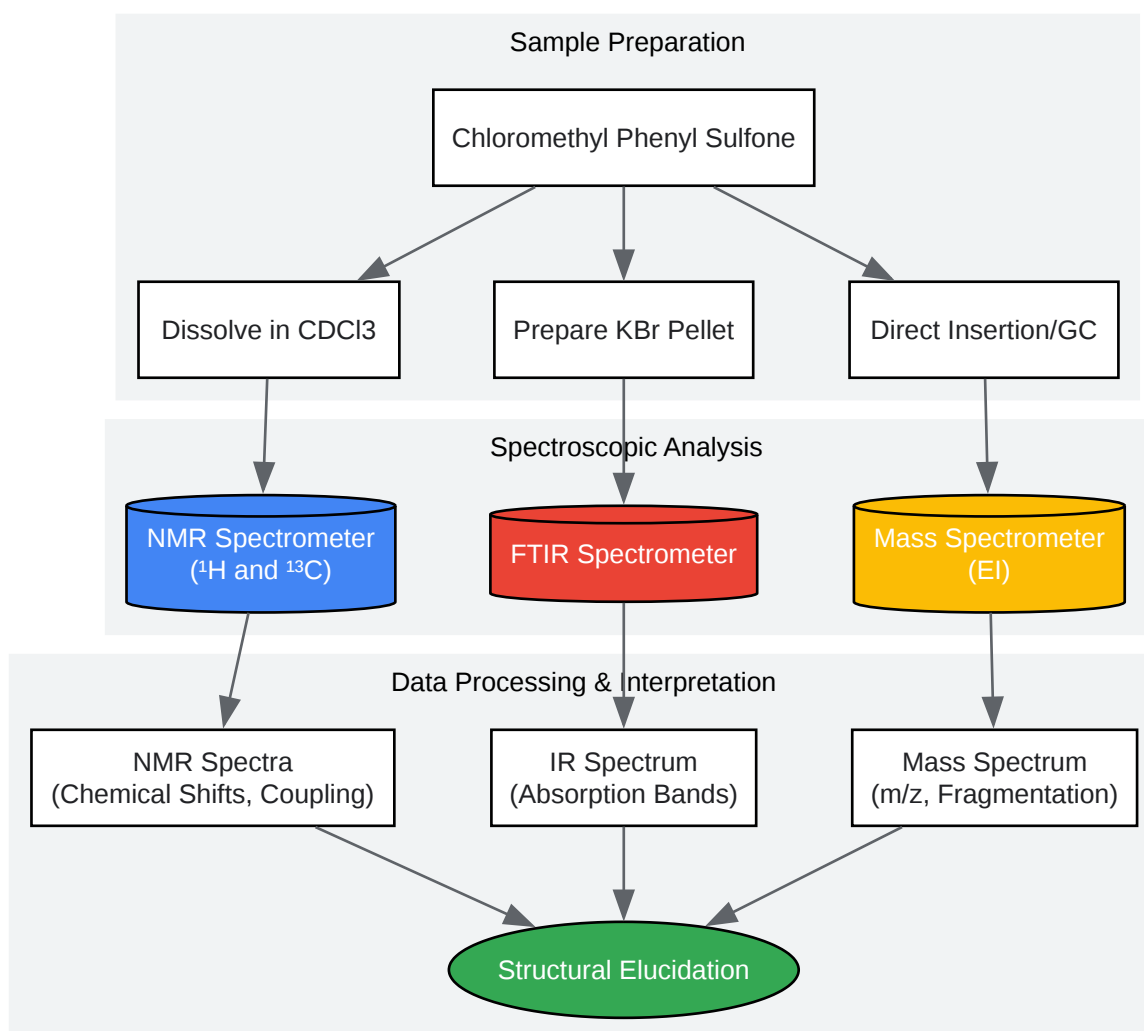 Sample Preparation
Chloromethyl Phenyl Sulfone
Dissolve in CDCl3
Prepare KBr Pellet
Direct Insertion/GC
Spectroscopic Analysis
NMR Spectrometer
(¹H and ¹³C)
FTIR Spectrometer
Mass Spectrometer
(EI)
Data Processing & Interpretation
NMR Spectra
(Chemical Shifts, Coupling)
IR Spectrum
(Absorption Bands)
Mass Spectrum
(m/z, Fragmentation)
Structural Elucidation